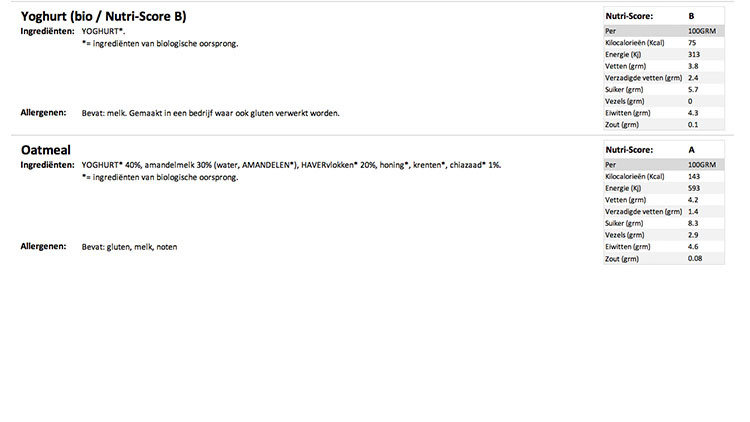 Yoghurt (bio / Nutri-Score B)
Ingrediënten: YOGHURT*.
*= ingrediënten van biologische oorsprong.
Allergenen: Bevat: melk. Gemaakt in een bedrijf waar ook gluten verwerkt worden.
Nutri-Score: B
Per 100GRM
Kilocalorieën (Kcal) 75
Energie (Kj) 313
Vetten (grm) 3.8
Verzadigde vetten (grm) 2.4
Suiker (grm) 5.7
Vezels (grm) 0
Eiwitten (grm) 4.3
Zout (grm) 0.1
Oatmeal
Ingrediënten: YOGHURT* 40%, amandelmelk 30% (water, AMANDELEN*), HAVERvlokken* 20%, honing*, krenten*, chiazaad* 1%.
*= ingrediënten van biologische oorsprong.
Allergenen: Bevat: gluten, melk, noten
Nutri-Score: A
Per 100GRM
Kilocalorieën (Kcal) 143
Energie (Kj) 593
Vetten (grm) 4.2
Verzadigde vetten (grm) 1.4
Suiker (grm) 8.3
Vezels (grm) 2.9
Eiwitten (grm) 4.6
Zout (grm) 0.08